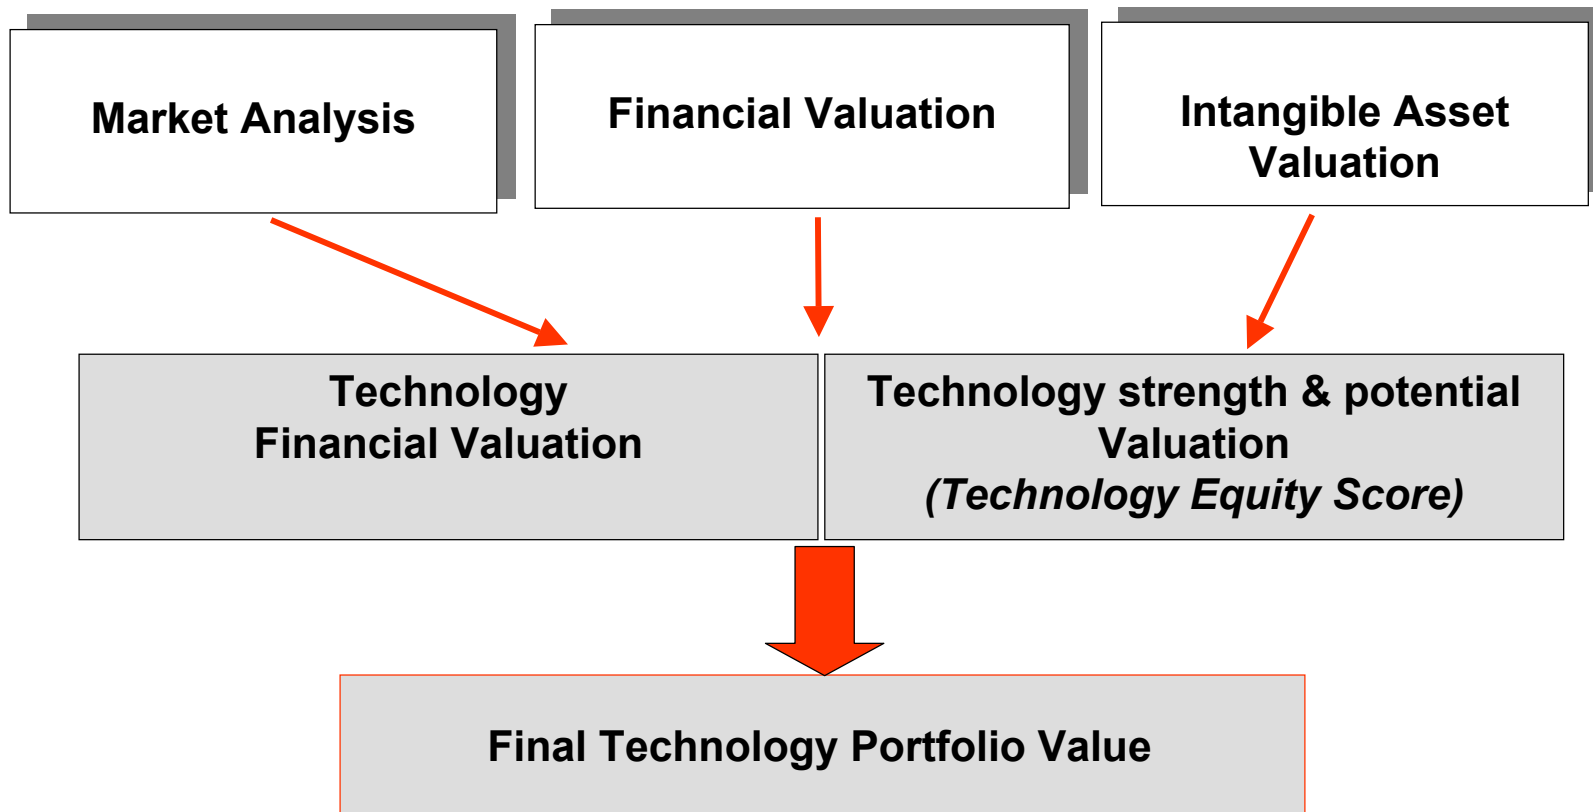 Market Analysis
Financial Valuation
Intangible Asset
Valuation
Technology
Financial Valuation
Technology strength & potential
Valuation
(Technology Equity Score)
Final Technology Portfolio Value